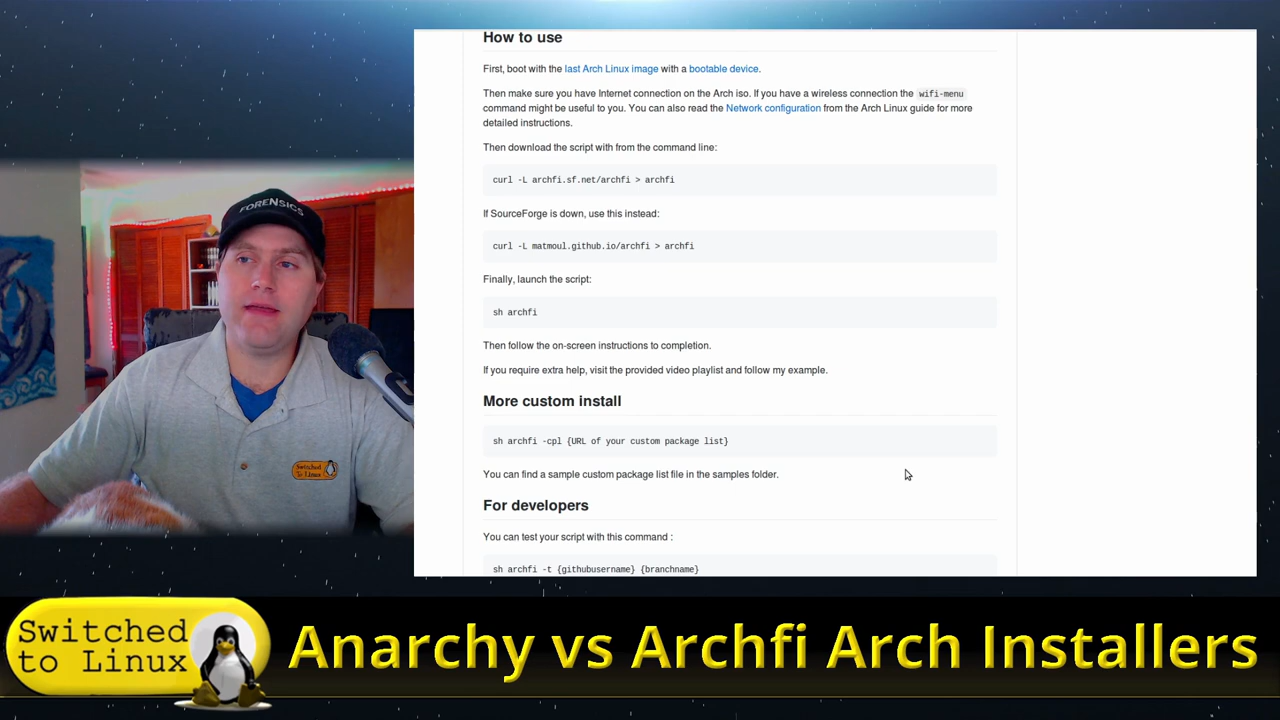 How to use
First, boot with the last Arch Linux image with a bootable device.
Then make sure you have Internet connection on the Arch iso. If you have a wireless connection the wifi-menu
command might be useful to you. You can also read the Network configuration from the Arch Linux guide for more
detailed instructions.
Then download the script with from the command line:
curl -L archfi.sf.net/archfi > archfi
If SourceForge is down, use this instead:
curl -L matmoul.github.io/archfi > archfi
Finally, launch the script:
sh archfi
Then follow the on-screen instructions to completion.
If you require extra help, visit the provided video playlist and follow my example.
More custom install
sh archfi -cpl {URL of your custom package list}
You can find a sample custom package list file in the samples folder.
For developers
You can test your script with this command :
sh archfi -t {githubusername} {branchname}
FORENSICS
Switched
To Linux
Switched
to Linux
Anarchy vs Archfi Arch Installers